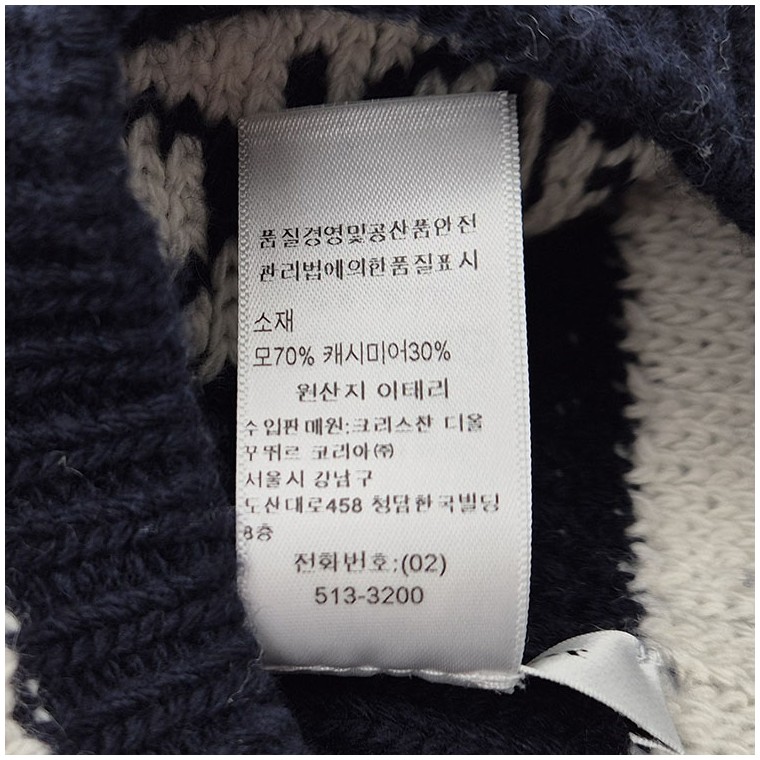 품질경영및공산품안전
관리법에의한품질표시
소재
모70% 캐시미어30%
원산지 이태리
수입판매원:크리스챤 디올
꾸뛰르 코리아㈜
서울시 강남구
도산대로458 청담한국빌딩
8층
전화번호:(02)
513-3200